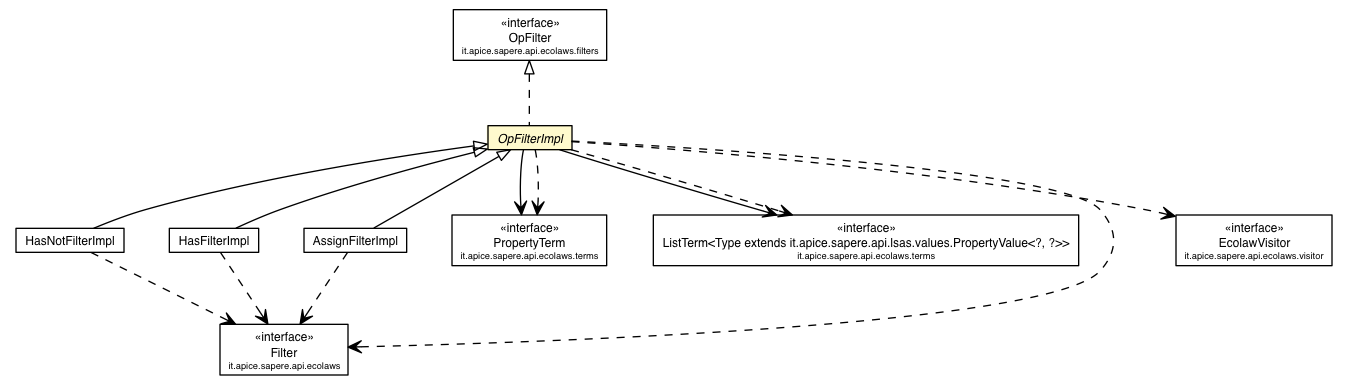 «interface»
OpFilter
it.apice.sapere.api.ecolaws.filters
OpFilterImpl
HasNotFilterImpl
HasFilterImpl
AssignFilterImpl
«interface»
PropertyTerm
it.apice.sapere.api.ecolaws.terms
«interface»
ListTerm<Type extends it.apice.sapere.api.lsas.values.PropertyValue<?, ?>>
it.apice.sapere.api.ecolaws.terms
«interface»
EcolawVisitor
it.apice.sapere.api.ecolaws.visitor
«interface»
Filter
it.apice.sapere.api.ecolaws